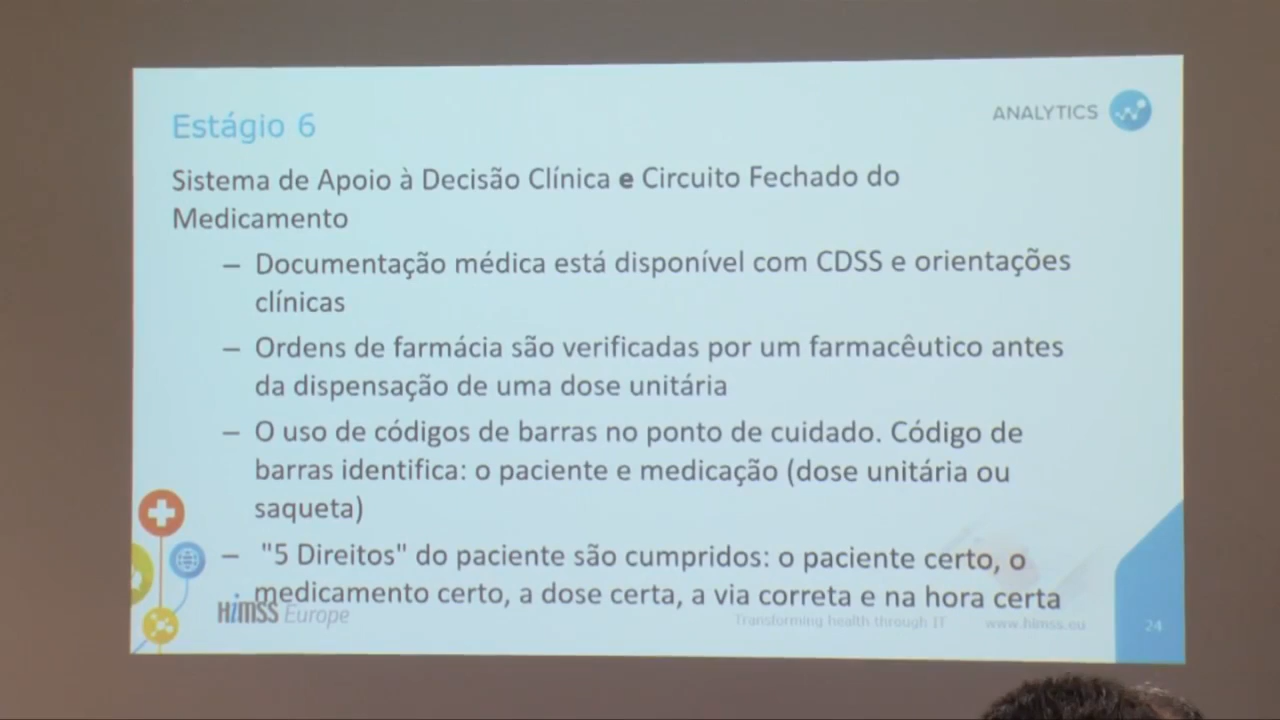 Estágio 6
ANALYTICS
Sistema de Apoio à Decisão Clínica e Circuito Fechado do
Medicamento
– Documentação médica está disponível com CDSS e orientações
clínicas
– Ordens de farmácia são verificadas por um farmacêutico antes
da dispensação de uma dose unitária
– O uso de códigos de barras no ponto de cuidado. Código de
barras identifica: o paciente e medicação (dose unitária ou
saqueta)
– "5 Direitos" do paciente são cumpridos: o paciente certo, o
medicamento certo, a dose certa, a via correta e na hora certa
HIMSS Europe
Transforming health through IT
www.himss.eu
24